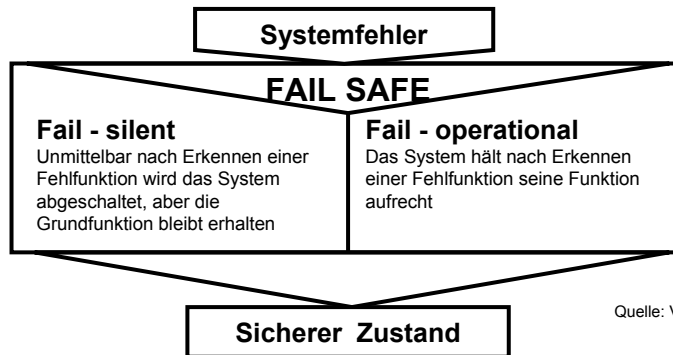 Systemfehler
FAIL SAFE
Fail - silent
Unmittelbar nach Erkennen einer
Fehlfunktion wird das System
abgeschaltet, aber die
Grundfunktion bleibt erhalten
Fail - operational
Das System hält nach Erkennen
einer Fehlfunktion seine Funktion
aufrecht
Quelle:
Sicherer Zustand